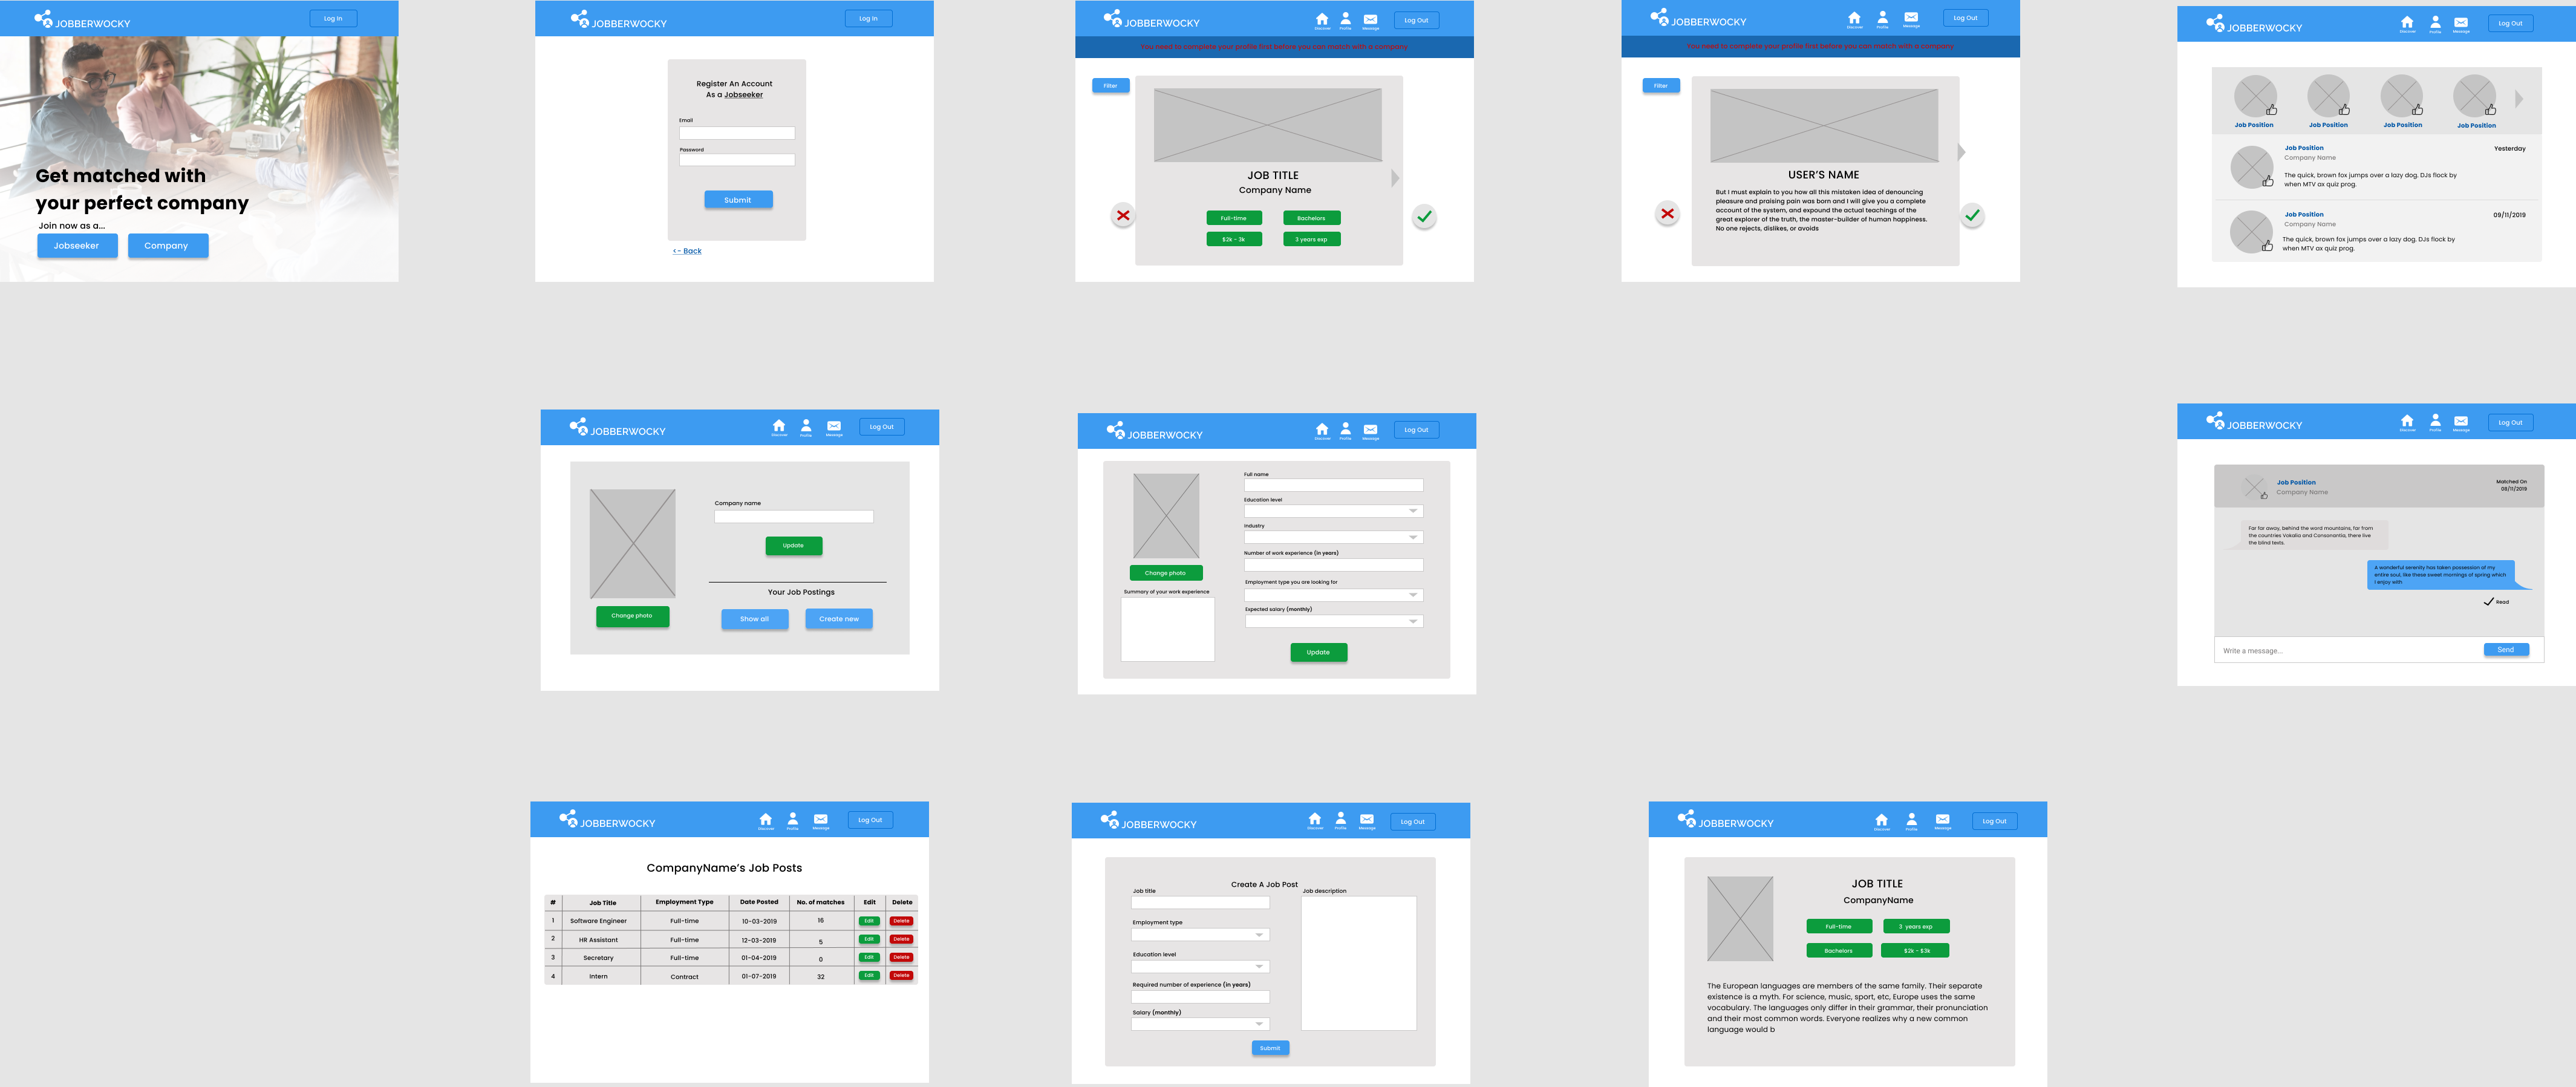 JOBBERWOCKY
Log In
Get matched with
your perfect company
Join now as a...
Jobseeker
Company
JOBBERWOCKY
Log In
Register An Account
As a Jobseeker
Email
Password
Submit
<- Back
JOBBERWOCKY
Discover
Profile
Message
Log Out
You need to complete your profile first before you can match with a company
Filter
JOB TITLE
Company Name
Full-time
Bachelors
$2k - 3k
3 years exp
JOBBERWOCKY
Discover
Profile
Message
Log Out
You need to complete your profile first before you can match with a company
Filter
USER'S NAME
But I must explain to you how all this mistaken idea of denouncing
pleasure and praising pain was born and I will give you a complete
account of the system, and expound the actual teachings of the
great explorer of the truth, the master-builder of human happiness.
No one rejects, dislikes, or avoids
JOBBERWOCKY
Discover
Profile
Message
Log Out
Job Position
Job Position
Job Position
Job Position
Job Position
Yesterday
Company Name
The quick, brown fox jumps over a lazy dog. DJs flock by
when MTV ax quiz prog.
Job Position
09/11/2019
Company Name
The quick, brown fox jumps over a lazy dog. DJs flock by
when MTV ax quiz prog.
JOBBERWOCKY
Discover
Profile
Message
Log Out
Company name
Update
Your Job Postings
Change photo
Show all
Create new
JOBBERWOCKY
Discover
Profile
Message
Log Out
Full name
Education level
Industry
Number of work experience (in years)
Change photo
Employment type you are looking for
Summary of your work experience
Expected salary (monthly)
Update
JOBBERWOCKY
Discover
Profile
Message
Log Out
Job Position
Company Name
Matched On
08/11/2019
Far far away, behind the word mountains, far from
the countries Vokalia and Consonantia, there live
the blind texts.
A wonderful serenity has taken possession of my
entire soul, like these sweet mornings of spring which
I enjoy with
Read
Write a message...
Send
JOBBERWOCKY
Discover
Profile
Message
Log Out
CompanyName's Job Posts
# Job Title Employment Type Date Posted No. of matches Edit Delete
1 Software Engineer Full-time 10-03-2019 16 Edit Delete
2 HR Assistant Full-time 12-03-2019 5 Edit Delete
3 Secretary Full-time 01-04-2019 0 Edit Delete
4 Intern Contract 01-07-2019 32 Edit Delete
JOBBERWOCKY
Discover
Profile
Message
Log Out
Create A Job Post
Job title
Job description
Employment type
Education level
Required number of experience (in years)
Salary (monthly)
Submit
JOBBERWOCKY
Discover
Profile
Message
Log Out
JOB TITLE
CompanyName
Full-time
3 years exp
Bachelors
$2k - $3k
The European languages are members of the same family. Their separate
existence is a myth. For science, music, sport, etc, Europe uses the same
vocabulary. The languages only differ in their grammar, their pronunciation
and their most common words. Everyone realizes why a new common
language would b